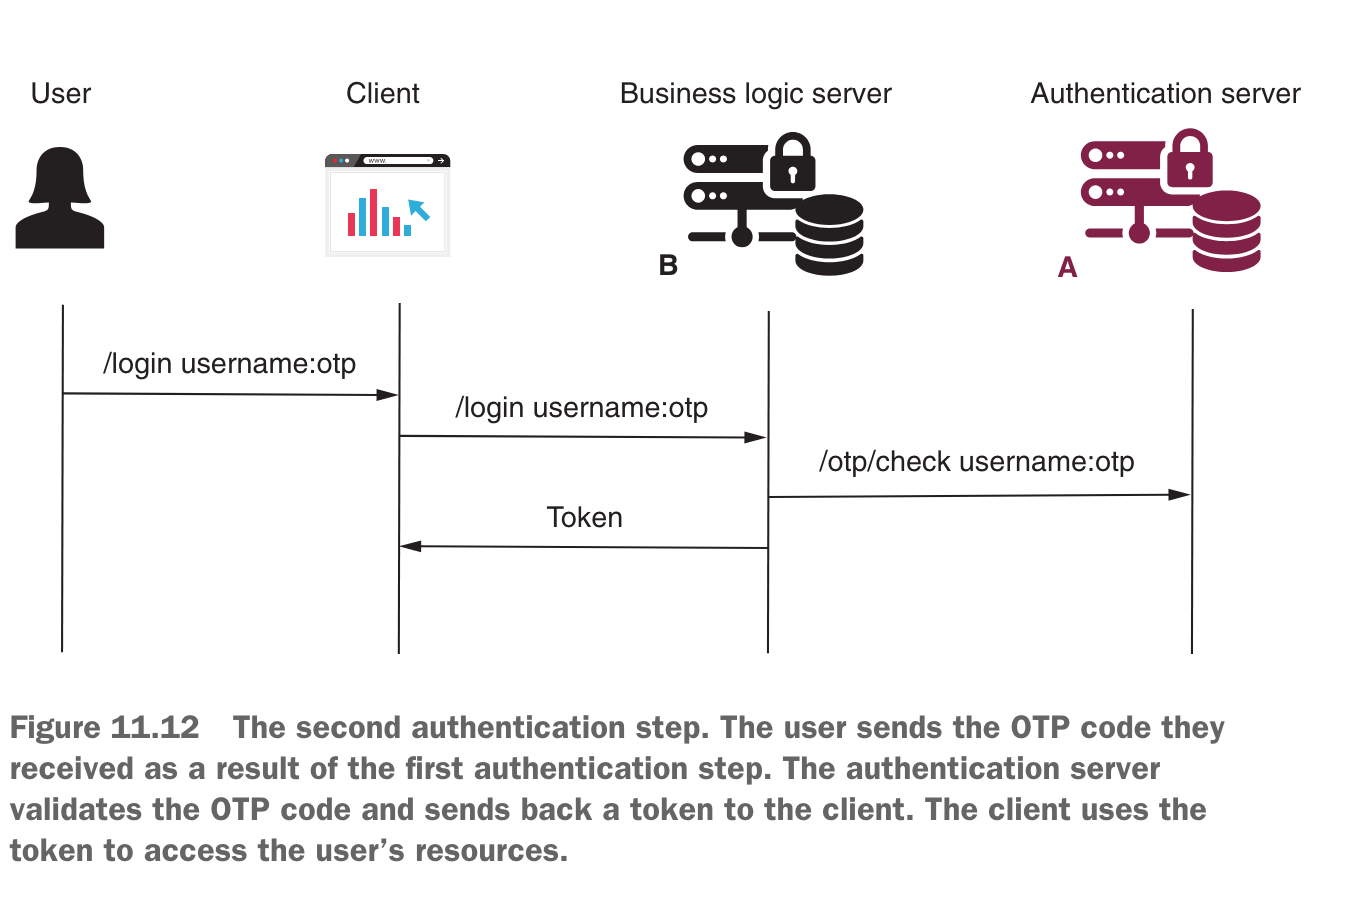 User
Client
Business logic server
Authentication server
www.
B
A
/login username:otp
/login username:otp
/otp/check username:otp
Token
Figure 11.12 The second authentication step. The user sends the OTP code they
received as a result of the first authentication step. The authentication server
validates the OTP code and sends back a token to the client. The client uses the
token to access the user’s resources.